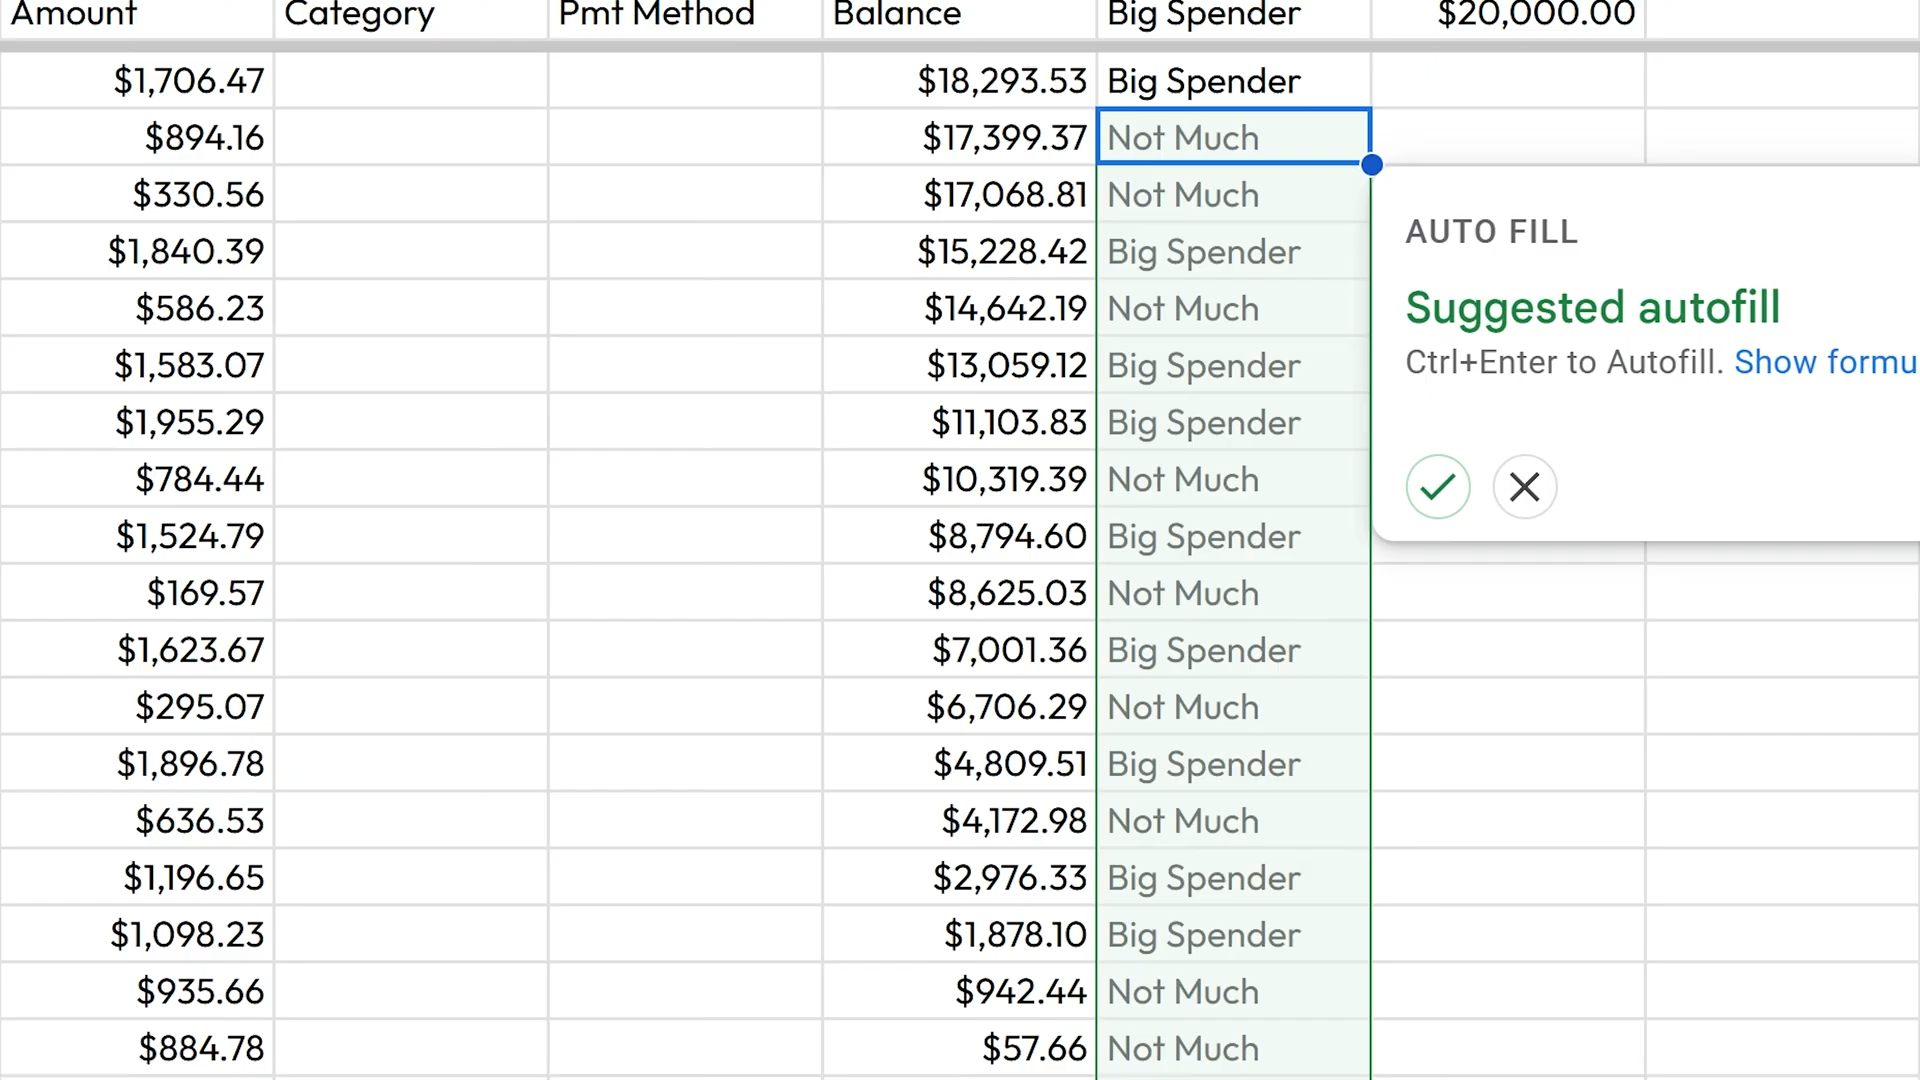 Amount Category Pmt Method Balance Big Spender $20,000.00
$1,706.47 $18,293.53 Big Spender
$894.16 $17,399.37 Not Much
$330.56 $17,068.81 Not Much
$1,840.39 $15,228.42 Big Spender
$586.23 $14,642.19 Not Much
$1,583.07 $13,059.12 Big Spender
$1,955.29 $11,103.83 Big Spender
$784.44 $10,319.39 Not Much
$1,524.79 $8,794.60 Big Spender
$169.57 $8,625.03 Not Much
$1,623.67 $7,001.36 Big Spender
$295.07 $6,706.29 Not Much
$1,896.78 $4,809.51 Big Spender
$636.53 $4,172.98 Not Much
$1,196.65 $2,976.33 Big Spender
$1,098.23 $1,878.10 Big Spender
$935.66 $942.44 Not Much
$884.78 $57.66 Not Much
AUTO FILL
Suggested autofill
Ctrl+Enter to Autofill. Show formu